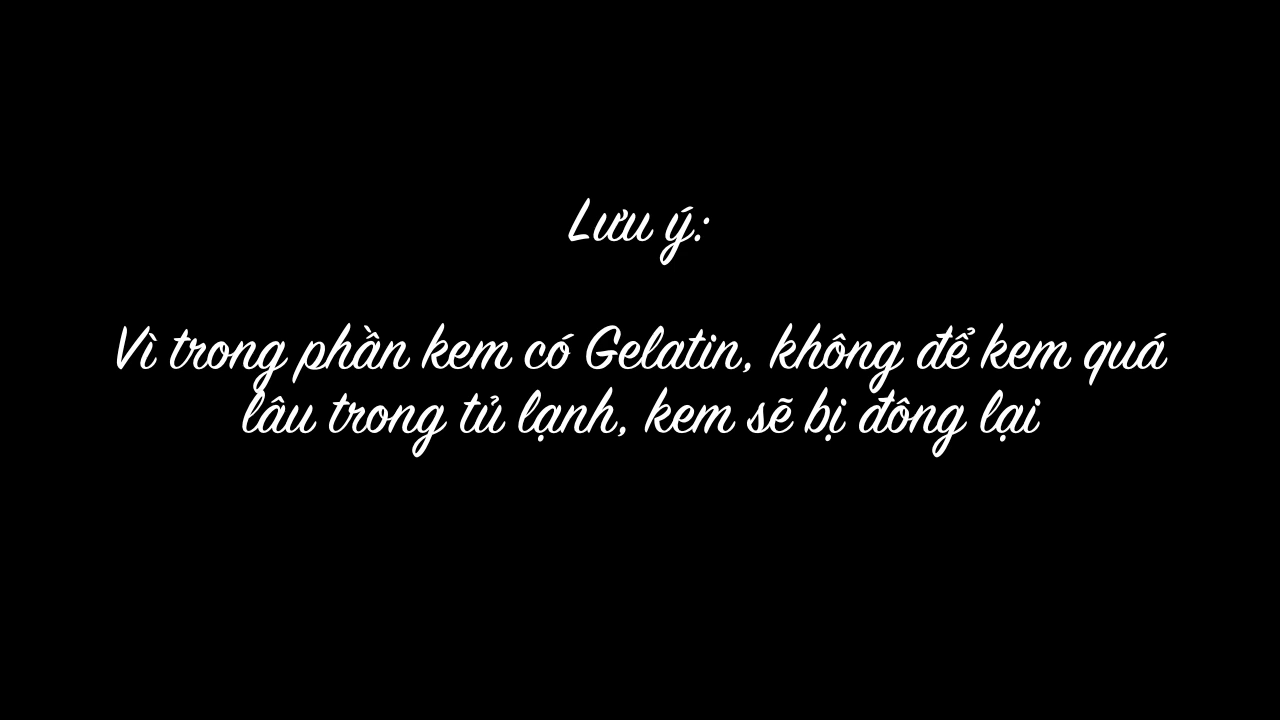 Lưu ý:
Vì trong phần kem có Gelatin, không để kem quá
lâu trong tủ lạnh, kem sẽ bị đông lại